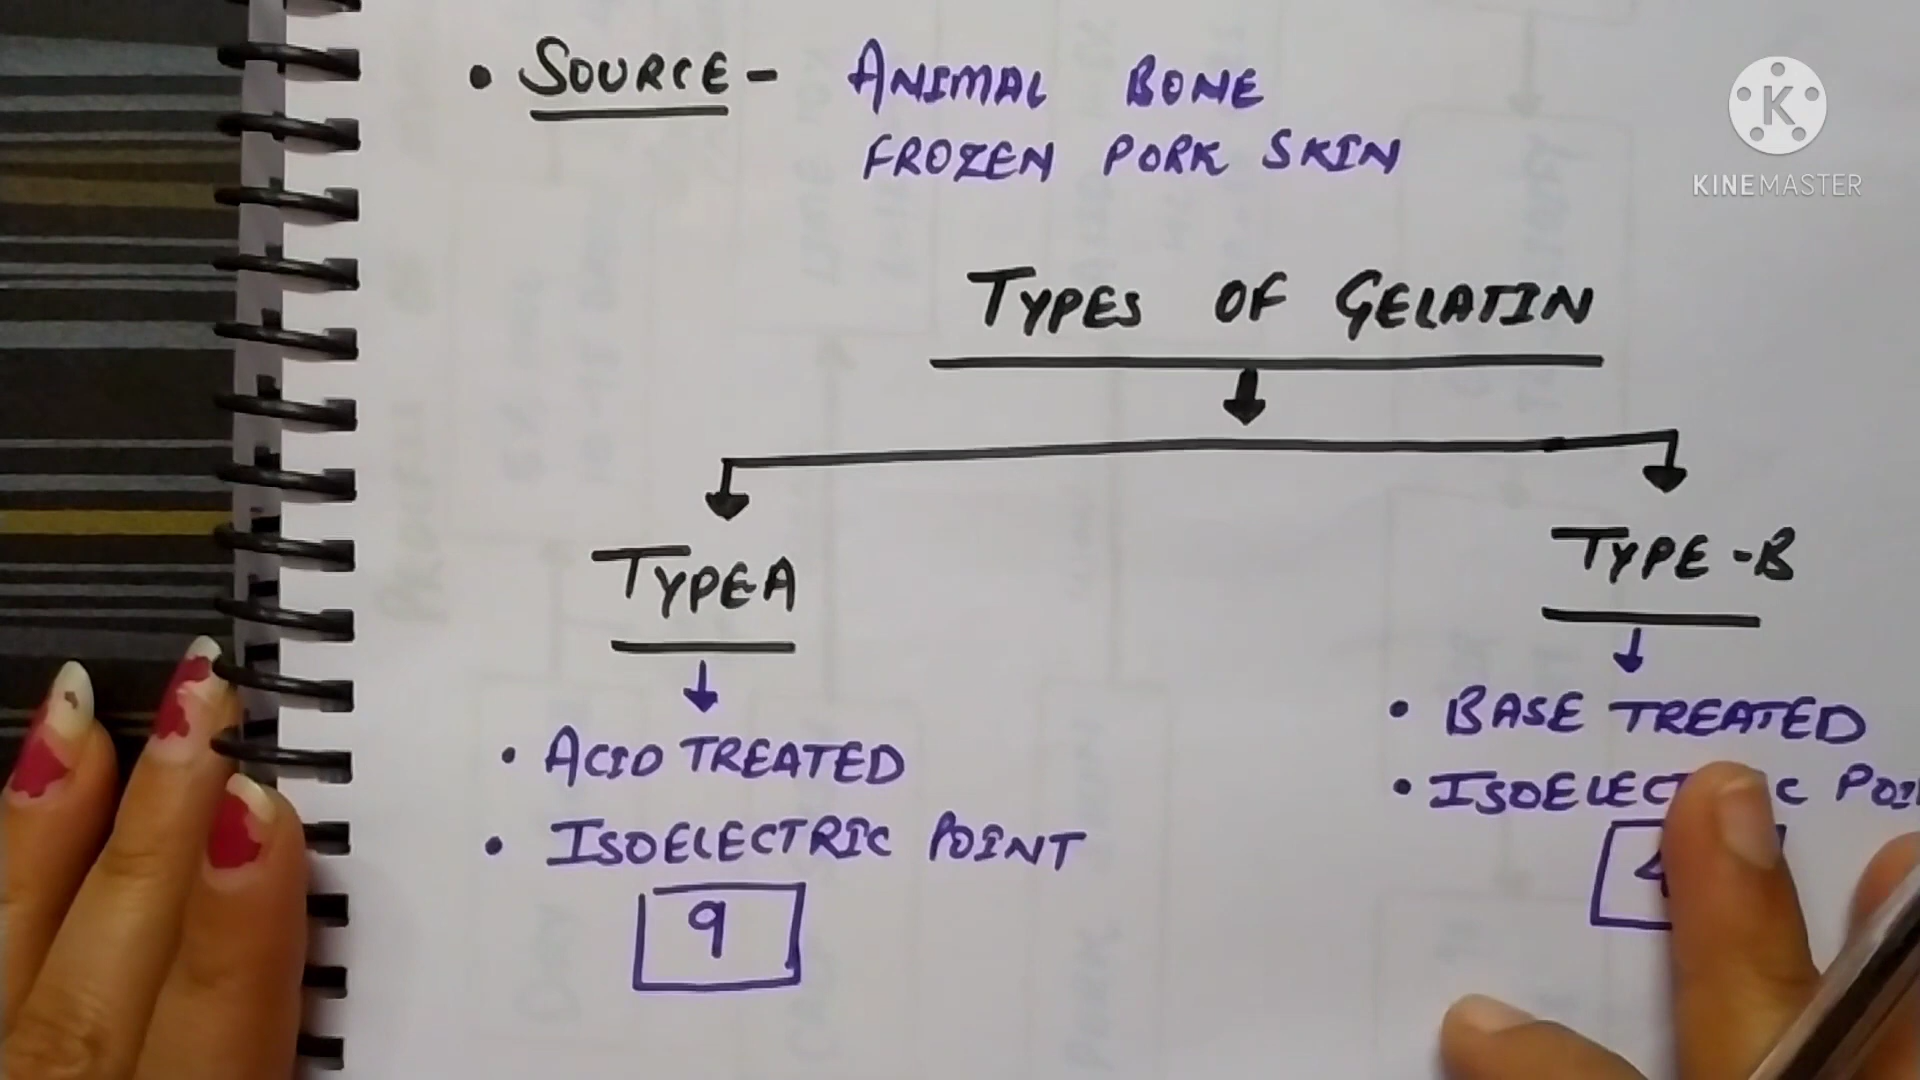 • SOURCE - ANIMAL BONE
FROZEN PORK SKIN
KINEMASTER
TYPES OF GELATIN
TYPE A
TYPE - B
• ACID TREATED
• BASE TREATED
• ISOELECTRIC POINT
9